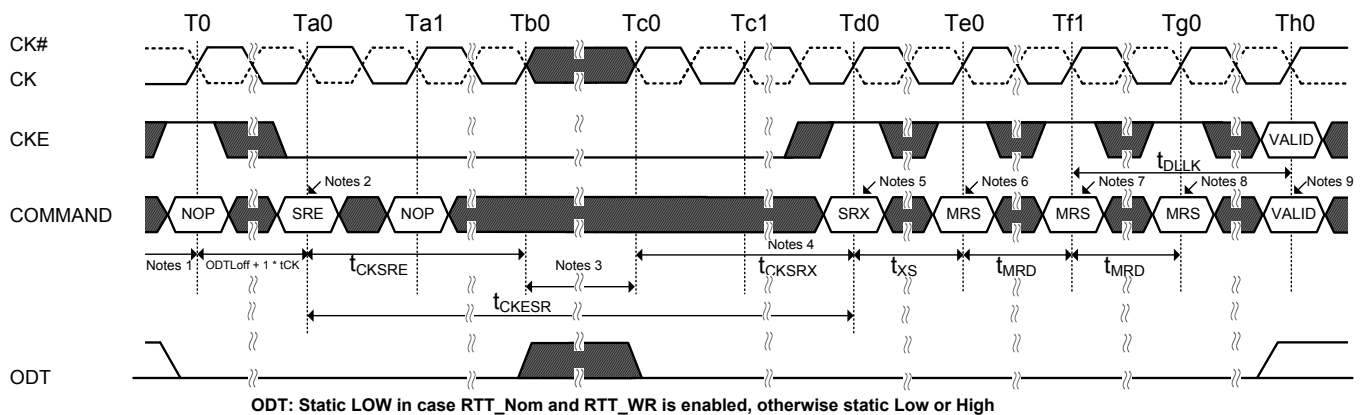 T0 Ta0 Ta1 Tb0 Tc0 Tc1 Td0 Te0 Tf1 Tg0 Th0
CK#
CK
CKE
VALID
tDLLK
Notes 2 Notes 5 Notes 6 Notes 7 Notes 8 Notes 9
COMMAND NOP SRE NOP SRX MRS MRS MRS VALID
Notes 1 ODTLoff + 1 * tCK tCKSRE Notes 3 Notes 4 tCKSRX tXS tMRD tMRD
tCKESR
ODT
ODT: Static LOW in case RTT_Nom and RTT_WR is enabled, otherwise static Low or High